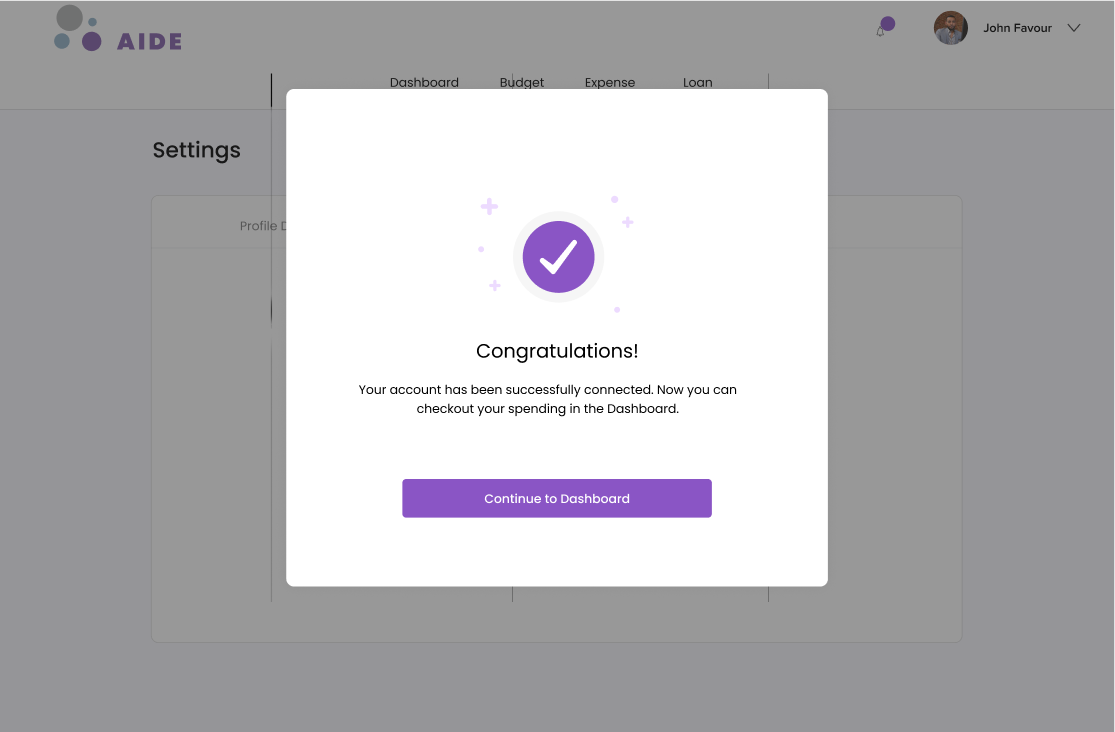 AIDE
John Favour
Dashboard Budget Expense Loan
Settings
Profile D
Congratulations!
Your account has been successfully connected. Now you can
checkout your spending in the Dashboard.
Continue to Dashboard